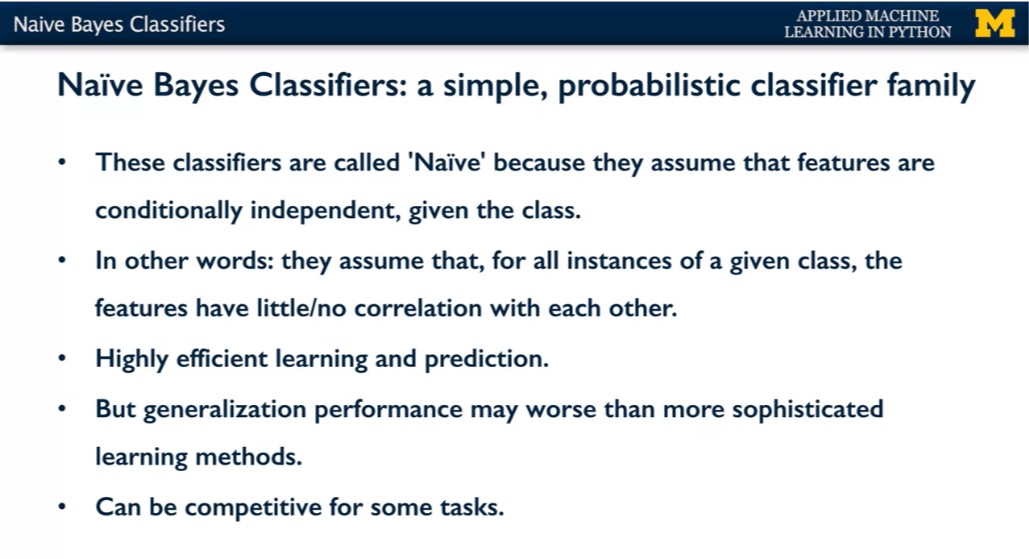 Naive Bayes Classifiers
APPLIED MACHINE
LEARNING IN PYTHON
M
Naïve Bayes Classifiers: a simple, probabilistic classifier family
• These classifiers are called 'Naïve' because they assume that features are
conditionally independent, given the class.
• In other words: they assume that, for all instances of a given class, the
features have little/no correlation with each other.
• Highly efficient learning and prediction.
• But generalization performance may worse than more sophisticated
learning methods.
• Can be competitive for some tasks.